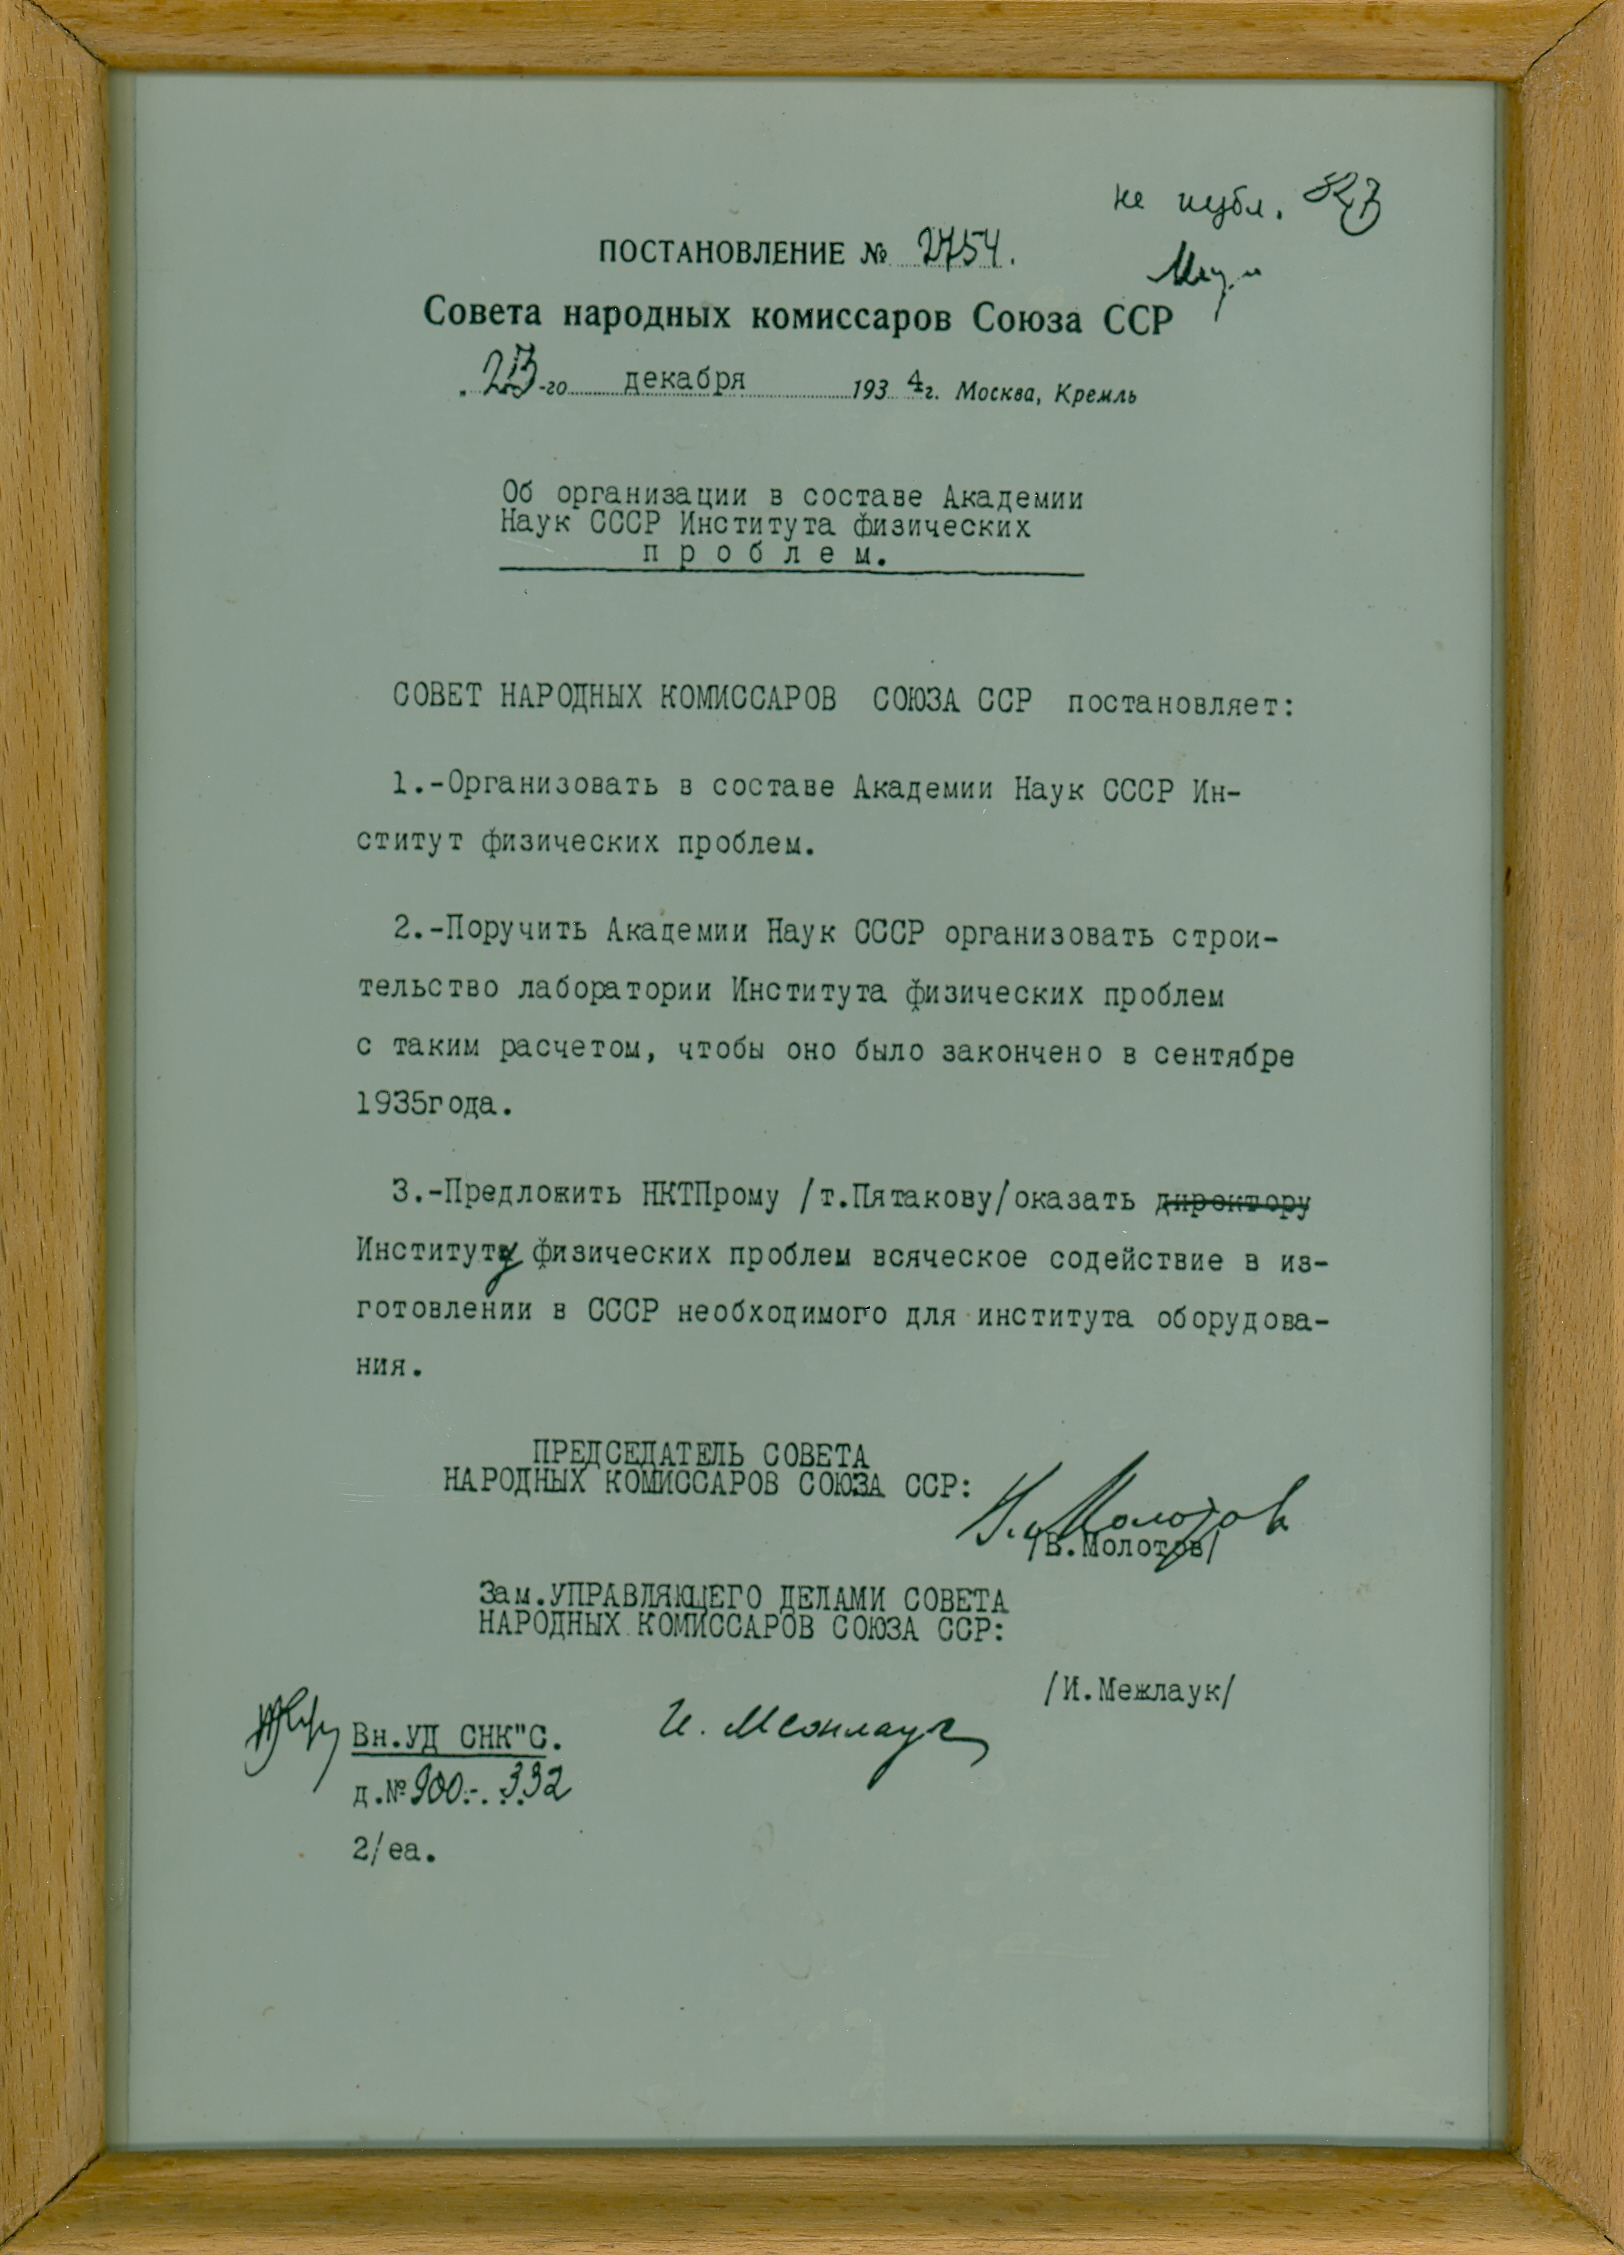 не публ.
ПОСТАНОВЛЕНИЕ № 2754.
Совета народных комиссаров Союза ССР
„23-го декабря 1934г. Москва, Кремль
Об организации в составе Академии
Наук СССР Института физических
проблем.
СОВЕТ НАРОДНЫХ КОМИССАРОВ СОЮЗА ССР постановляет:
1.-Организовать в составе Академии Наук СССР Ин-
ститут физических проблем.
2.-Поручить Академии Наук СССР организовать строи-
тельство лаборатории Института физических проблем
с таким расчетом, чтобы оно было закончено в сентябре
1935года.
3.-Предложить НКТПрому /т.Пятакову/оказать директору
Институту физических проблем всяческое содействие в из-
готовлении в СССР необходимого для института оборудова-
ния.
ПРЕДСЕДАТЕЛЬ СОВЕТА
НАРОДНЫХ КОМИССАРОВ СОЮЗА ССР:
В. Молотов
/В.Молотов/
Зам.УПРАВЛЯЮЩЕГО ДЕЛАМИ СОВЕТА
НАРОДНЫХ КОМИССАРОВ СОЮЗА ССР:
/И.Межлаук/
И. Межлаук
Вн.УД СНК"С.
д.№900.-.332
2/еа.